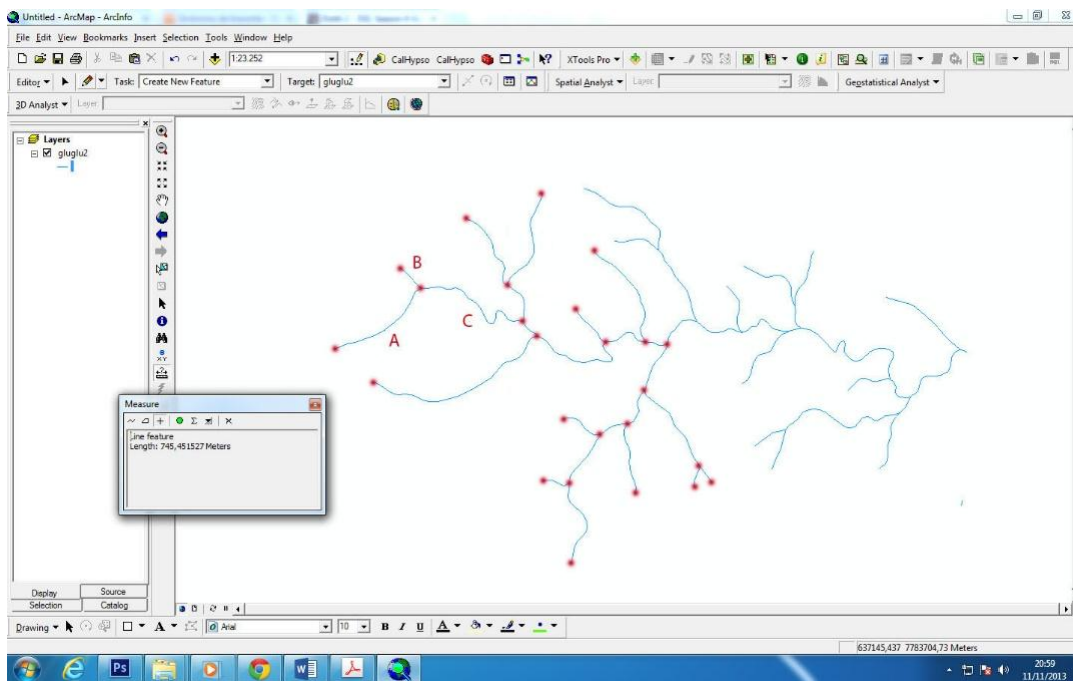 Untitled - ArcMap - ArcInfo
File Edit View Bookmarks Insert Selection Tools Window Help
1:23.252 CalHypso CalHypso XTools Pro
Editor Task: Create New Feature Target: gluglu2 Spatial Analyst Layer: Geostatistical Analyst
3D Analyst Layer:
Layers
gluglu2
B
C
A
Measure
Line feature
Length: 745,451527 Meters
Display Source
Selection Catalog
Drawing A Arial 10 B I U A
637145,437 7783704,73 Meters
Ps W
20:59
11/11/2013